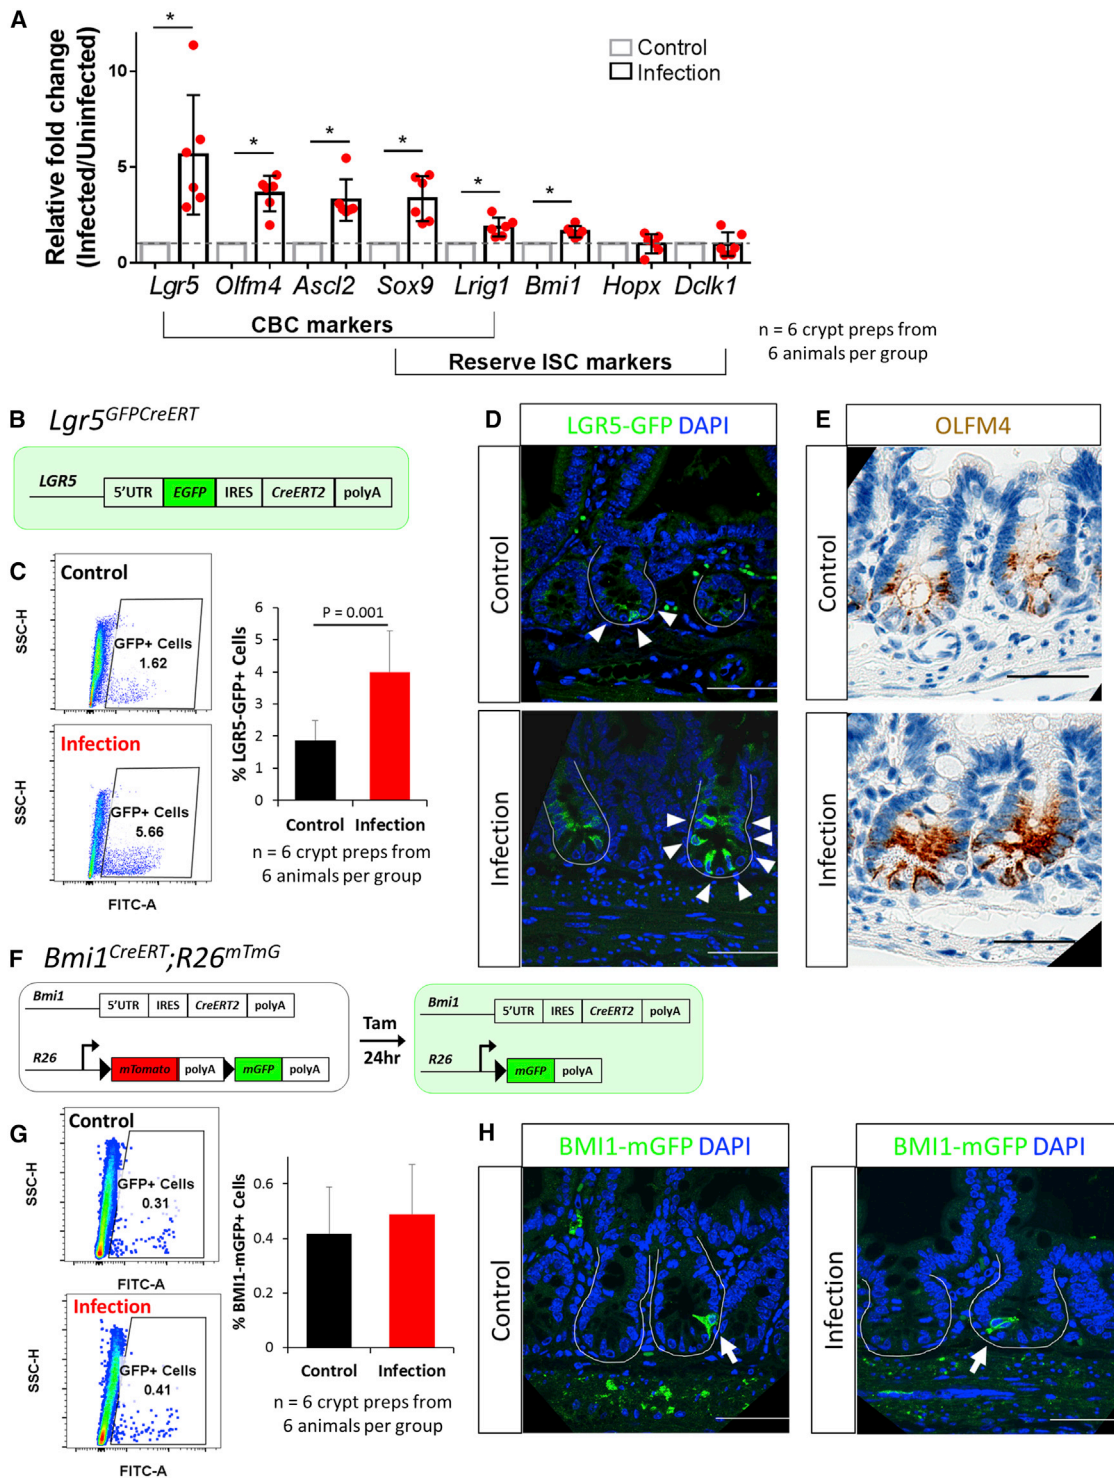 A
Relative fold change
(Infected/Uninfected)
10
5
0
*
*
*
*
*
*
Control
Infection
Lgr5 Olfm4 Ascl2 Sox9 Lrig1 Bmi1 Hopx Dclk1
CBC markers
Reserve ISC markers
n = 6 crypt preps from
6 animals per group
B Lgr5GFPCreERT
LGR5
5'UTR EGFP IRES CreERT2 polyA
C
Control
SSC-H
GFP+ Cells
1.62
Infection
SSC-H
GFP+ Cells
5.66
FITC-A
% LGR5-GFP+ Cells
6
5
4
3
2
1
0
P = 0.001
Control Infection
n = 6 crypt preps from
6 animals per group
D
LGR5-GFP DAPI
Control
Infection
E
OLFM4
Control
Infection
F Bmi1CreERT;R26mTmG
Bmi1
5'UTR IRES CreERT2 polyA
R26
mTomato polyA mGFP polyA
Tam
24hr
Bmi1
5'UTR IRES CreERT2 polyA
R26
mGFP polyA
G
Control
SSC-H
GFP+ Cells
0.31
FITC-A
Infection
SSC-H
GFP+ Cells
0.41
FITC-A
% BMI1-mGFP+ Cells
0.6
0.4
0.2
0
Control Infection
n = 6 crypt preps from
6 animals per group
H
BMI1-mGFP DAPI
Control
BMI1-mGFP DAPI
Infection